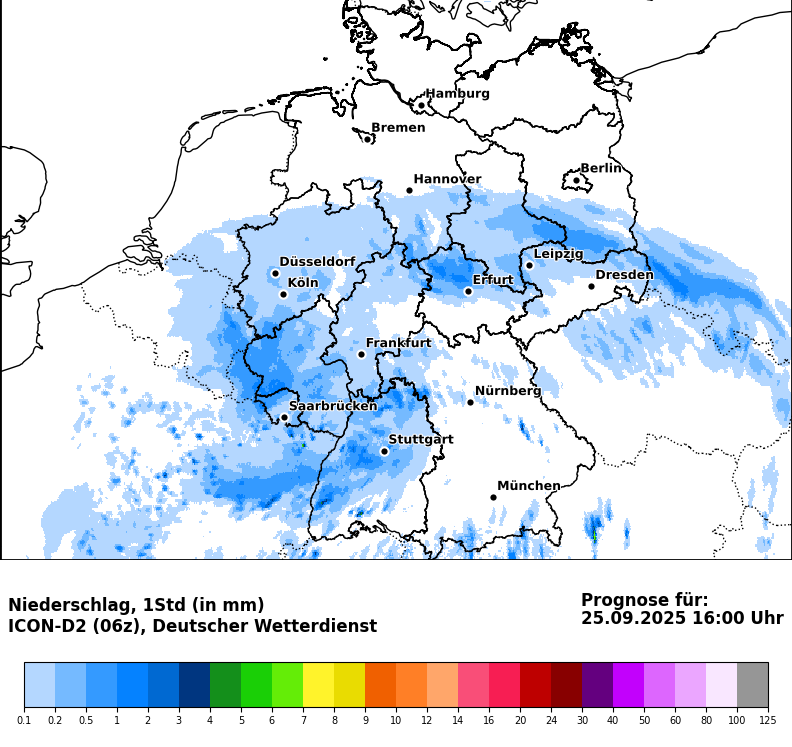 Hamburg
Bremen
Berlin
Hannover
Leipzig
Düsseldorf
Dresden
Köln
Erfurt
Frankfurt
Nürnberg
Saarbrücken
Stuttgart
München
Niederschlag, 1Std (in mm)
ICON-D2 (06z), Deutscher Wetterdienst
Prognose für:
25.09.2025 16:00 Uhr
0.1 0.2 0.5 1 2 3 4 5 6 7 8 9 10 12 14 16 20 24 30 40 50 60 80 100 125